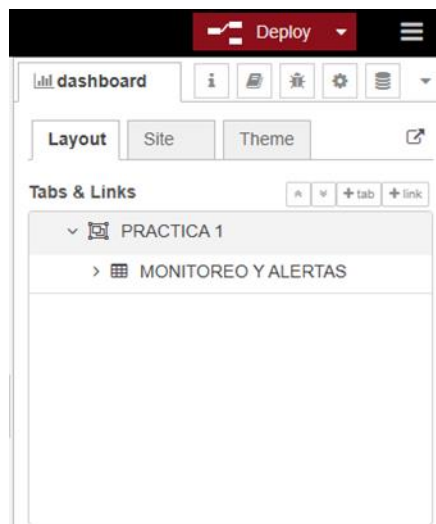 Deploy
dashboard
i
Layout Site Theme
Tabs & Links +tab +link
PRACTICA 1
MONITOREO Y ALERTAS